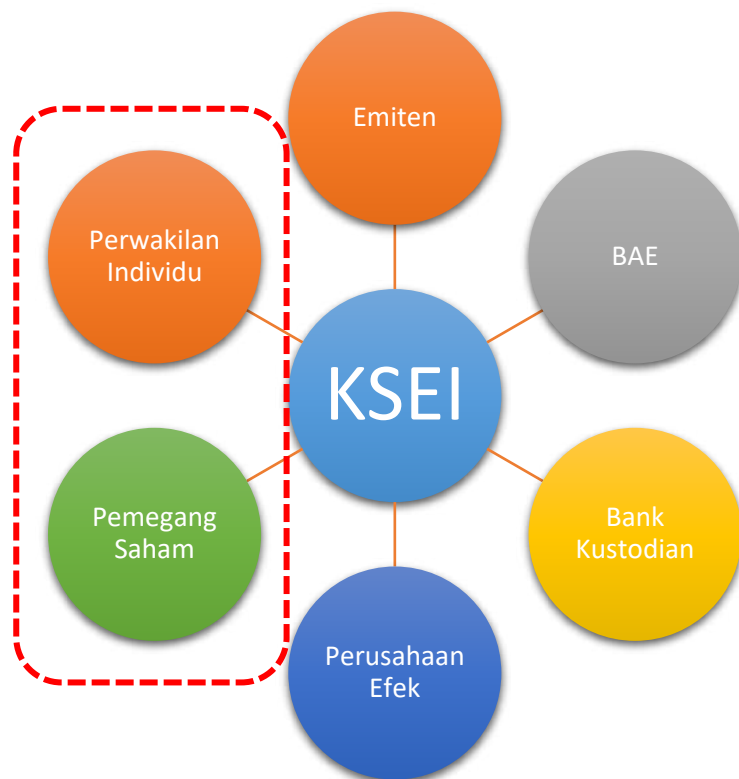 Emiten
Perwakilan
Individu
BAE
KSEI
Pemegang
Saham
Bank
Kustodian
Perusahaan
Efek